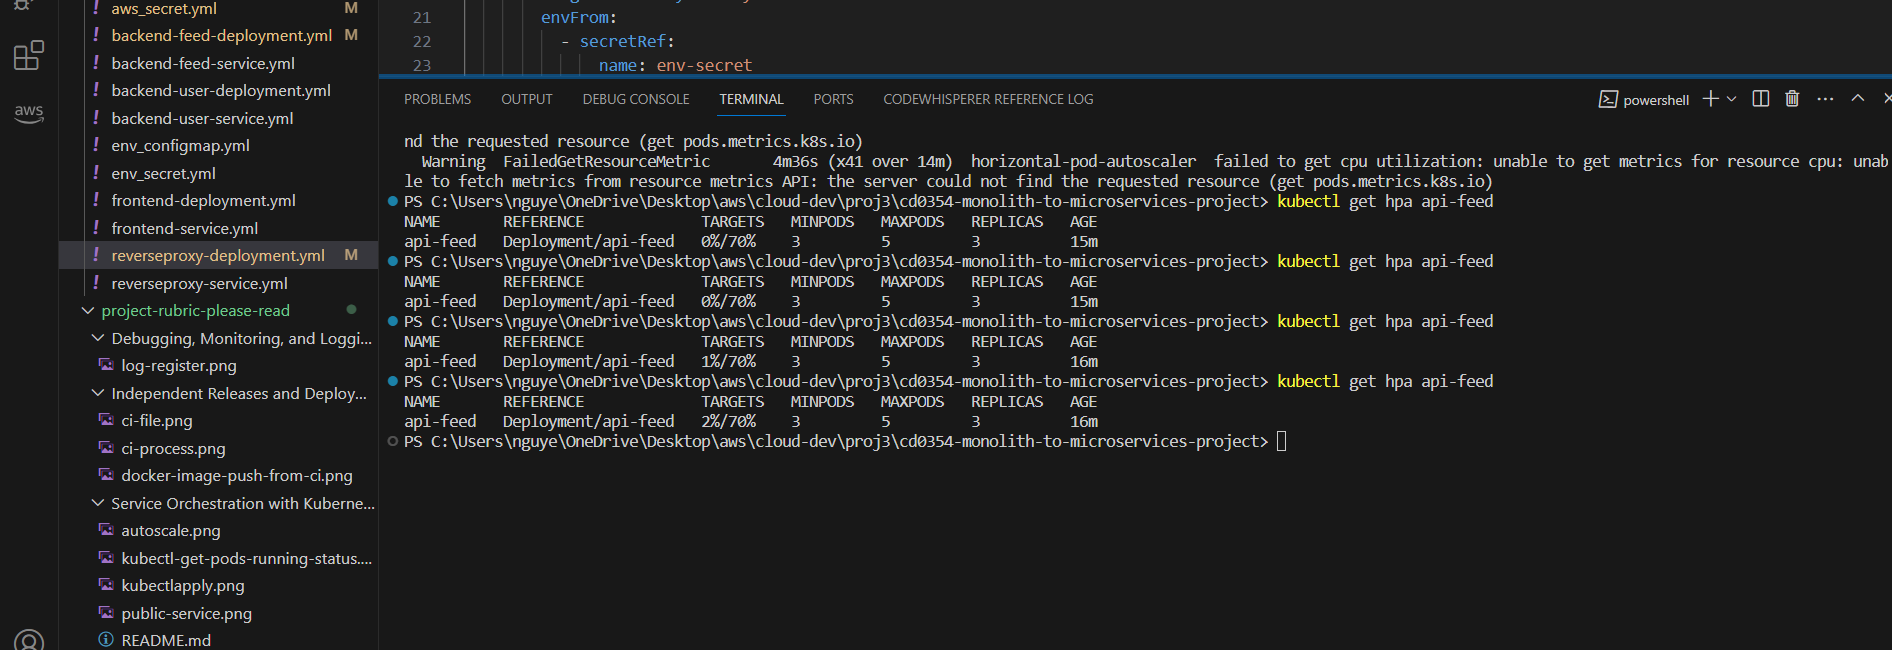 aws
! aws_secret.yml M
! backend-feed-deployment.yml M
! backend-feed-service.yml
! backend-user-deployment.yml
! backend-user-service.yml
! env_configmap.yml
! env_secret.yml
! frontend-deployment.yml
! frontend-service.yml
! reverseproxy-deployment.yml M
! reverseproxy-service.yml
project-rubric-please-read
Debugging, Monitoring, and Loggi...
log-register.png
Independent Releases and Deploy...
ci-file.png
ci-process.png
docker-image-push-from-ci.png
Service Orchestration with Kuberne...
autoscale.png
kubectl-get-pods-running-status....
kubectlapply.png
public-service.png
README.md
21 envFrom:
22 - secretRef:
23 name: env-secret
PROBLEMS OUTPUT DEBUG CONSOLE TERMINAL PORTS CODEWHISPERER REFERENCE LOG powershell
nd the requested resource (get pods.metrics.k8s.io)
Warning FailedGetResourceMetric 4m36s (x41 over 14m) horizontal-pod-autoscaler failed to get cpu utilization: unable to get metrics for resource cpu: unab
le to fetch metrics from resource metrics API: the server could not find the requested resource (get pods.metrics.k8s.io)
PS C:\Users\nguye\OneDrive\Desktop\aws\cloud-dev\proj3\cd0354-monolith-to-microservices-project> kubectl get hpa api-feed
NAME REFERENCE TARGETS MINPODS MAXPODS REPLICAS AGE
api-feed Deployment/api-feed 0%/70% 3 5 3 15m
PS C:\Users\nguye\OneDrive\Desktop\aws\cloud-dev\proj3\cd0354-monolith-to-microservices-project> kubectl get hpa api-feed
NAME REFERENCE TARGETS MINPODS MAXPODS REPLICAS AGE
api-feed Deployment/api-feed 0%/70% 3 5 3 15m
PS C:\Users\nguye\OneDrive\Desktop\aws\cloud-dev\proj3\cd0354-monolith-to-microservices-project> kubectl get hpa api-feed
NAME REFERENCE TARGETS MINPODS MAXPODS REPLICAS AGE
api-feed Deployment/api-feed 1%/70% 3 5 3 16m
PS C:\Users\nguye\OneDrive\Desktop\aws\cloud-dev\proj3\cd0354-monolith-to-microservices-project> kubectl get hpa api-feed
NAME REFERENCE TARGETS MINPODS MAXPODS REPLICAS AGE
api-feed Deployment/api-feed 2%/70% 3 5 3 16m
PS C:\Users\nguye\OneDrive\Desktop\aws\cloud-dev\proj3\cd0354-monolith-to-microservices-project>